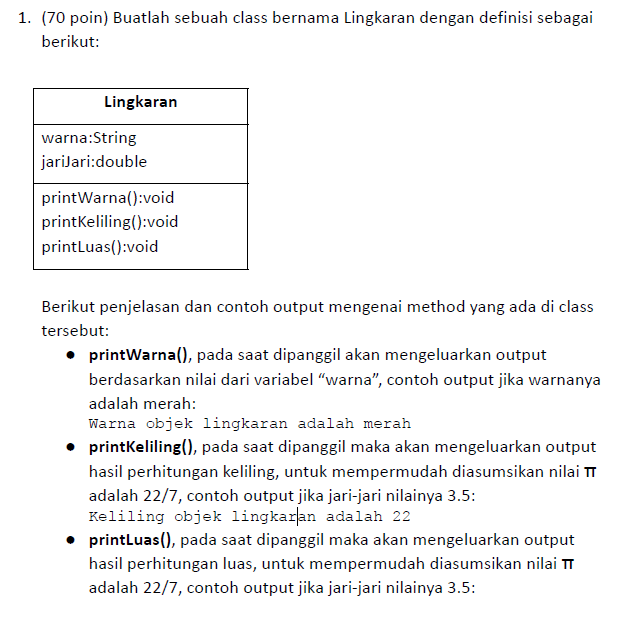 1. (70 poin) Buatlah sebuah class bernama Lingkaran dengan definisi sebagai
berikut:
Lingkaran
warna:String
jariJari:double
printWarna():void
printKeliling():void
printLuas():void
Berikut penjelasan dan contoh output mengenai method yang ada di class
tersebut:
● printWarna(), pada saat dipanggil akan mengeluarkan output
berdasarkan nilai dari variabel “warna”, contoh output jika warnanya
adalah merah:
Warna objek lingkaran adalah merah
● printKeliling(), pada saat dipanggil maka akan mengeluarkan output
hasil perhitungan keliling, untuk mempermudah diasumsikan nilai π
adalah 22/7, contoh output jika jari-jari nilainya 3.5:
Keliling objek lingkaran adalah 22
● printLuas(), pada saat dipanggil maka akan mengeluarkan output
hasil perhitungan luas, untuk mempermudah diasumsikan nilai π
adalah 22/7, contoh output jika jari-jari nilainya 3.5: